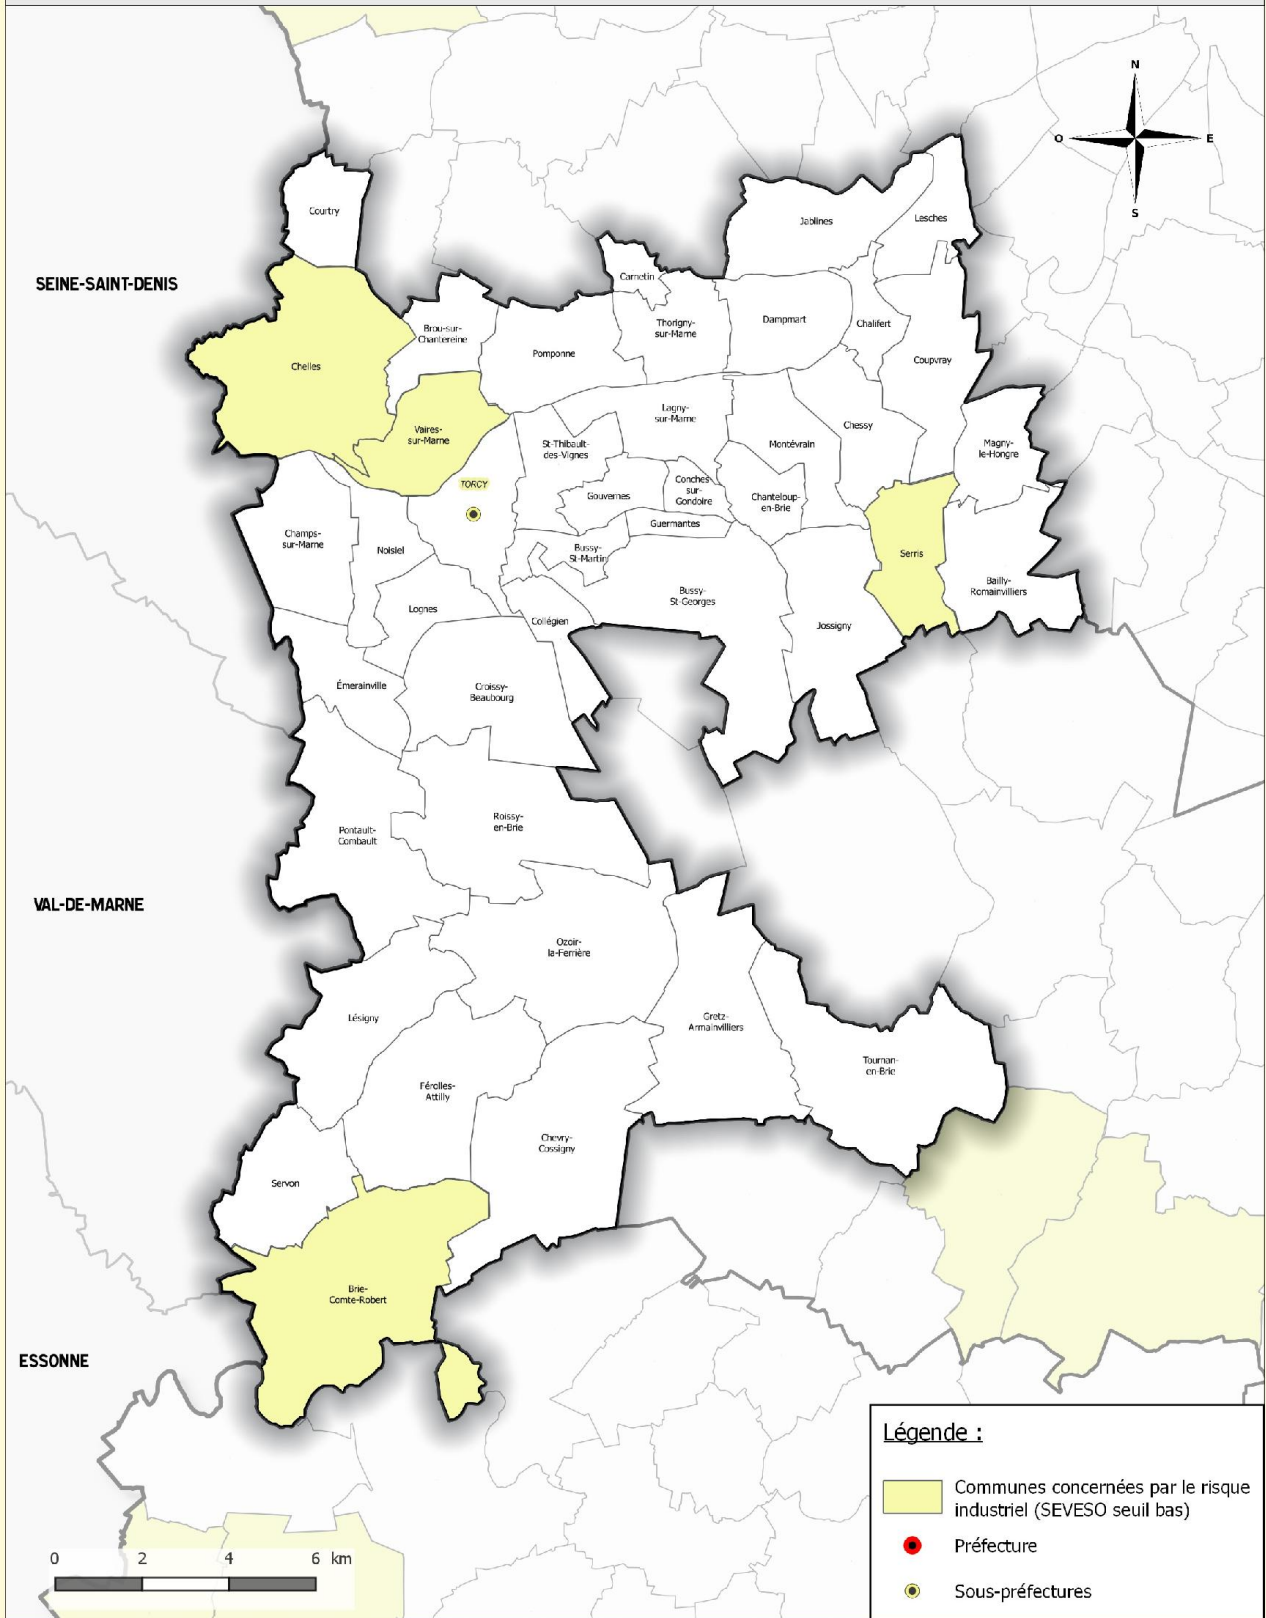 N
O
E
S
Courtry
Jablines
Lesches
SEINE-SAINT-DENIS
Carnetin
Brou-sur-
Chantereine
Thorigny-
sur-Marne
Dampmart
Chalifert
Pomponne
Coupvray
Chelles
Lagny-
sur-Marne
Vaires-
sur-Marne
Chessy
St-Thibault-
des-Vignes
Montévrain
Magny-
le-Hongre
TORCY
Conches
sur-
Gondoire
Gouvernes
Chanteloup-
en-Brie
Guermantes
Champs-
sur-Marne
Noisiel
Bussy-
St-Martin
Serris
Bailly-
Romainvilliers
Bussy-
St-Georges
Lognes
Collégien
Jossigny
Émerainville
Croissy-
Beaubourg
Roissy-
en-Brie
Pontault-
Combault
VAL-DE-MARNE
Ozoir-
la-Ferrière
Lésigny
Gretz-
Armainvilliers
Tournan-
en-Brie
Férolles-
Attilly
Chevry-
Cossigny
Servon
Brie-
Comte-Robert
ESSONNE
Légende :
Communes concernées par le risque
industriel (SEVESO seuil bas)
Préfecture
Sous-préfectures
0 2 4 6 km